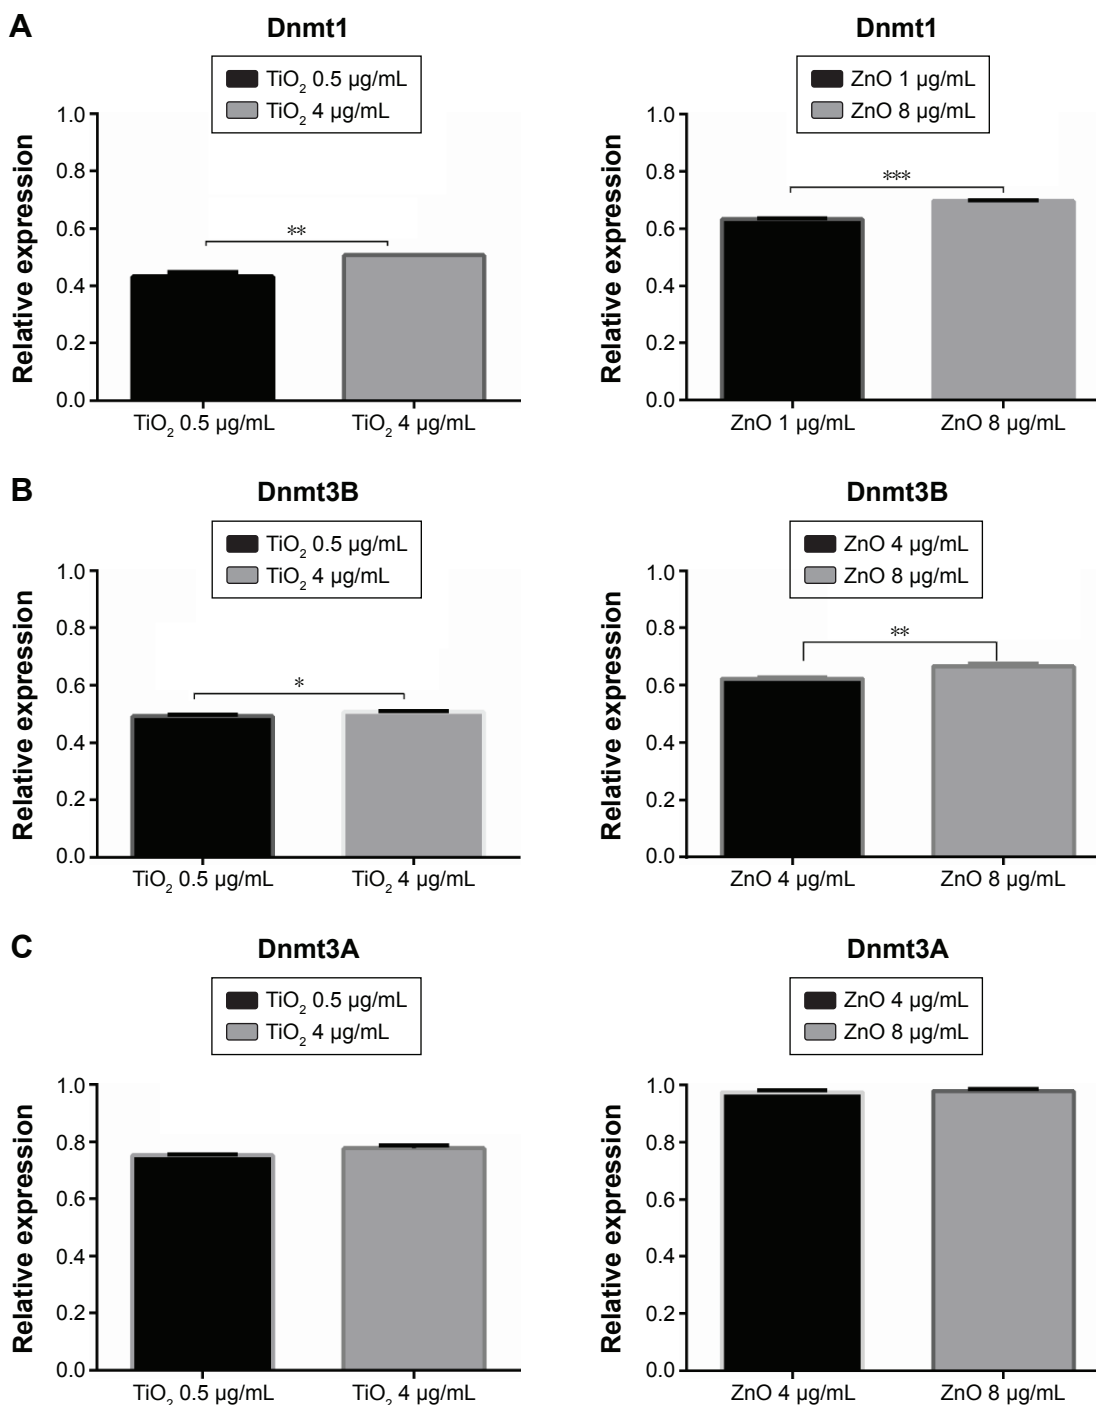 A
Dnmt1
TiO2 0.5 µg/mL
TiO2 4 µg/mL
Relative expression
1.0
0.8
0.6
0.4
0.2
0.0
**
TiO2 0.5 µg/mL
TiO2 4 µg/mL
Dnmt1
ZnO 1 µg/mL
ZnO 8 µg/mL
Relative expression
1.0
0.8
0.6
0.4
0.2
0.0
***
ZnO 1 µg/mL
ZnO 8 µg/mL
B
Dnmt3B
TiO2 0.5 µg/mL
TiO2 4 µg/mL
Relative expression
1.0
0.8
0.6
0.4
0.2
0.0
*
TiO2 0.5 µg/mL
TiO2 4 µg/mL
Dnmt3B
ZnO 4 µg/mL
ZnO 8 µg/mL
Relative expression
1.0
0.8
0.6
0.4
0.2
0.0
**
ZnO 4 µg/mL
ZnO 8 µg/mL
C
Dnmt3A
TiO2 0.5 µg/mL
TiO2 4 µg/mL
Relative expression
1.0
0.8
0.6
0.4
0.2
0.0
TiO2 0.5 µg/mL
TiO2 4 µg/mL
Dnmt3A
ZnO 4 µg/mL
ZnO 8 µg/mL
Relative expression
1.0
0.8
0.6
0.4
0.2
0.0
ZnO 4 µg/mL
ZnO 8 µg/mL